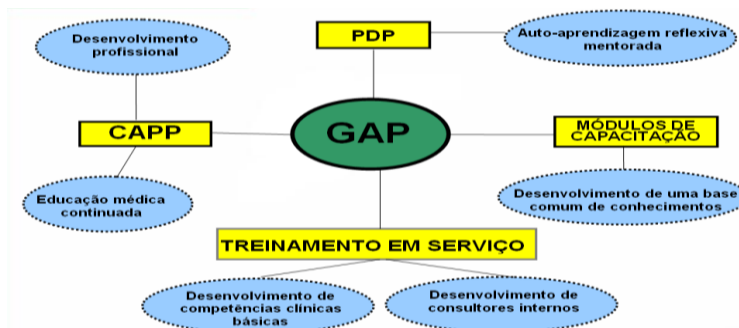 Desenvolvimento
profissional
PDP
Auto-aprendizagem reflexiva
mentorada
CAPP
GAP
MÓDULOS DE
CAPACITAÇÃO
Educação médica
continuada
Desenvolvimento de uma base
comum de conhecimentos
TREINAMENTO EM SERVIÇO
Desenvolvimento de
competências clínicas
básicas
Desenvolvimento de
consultores internos